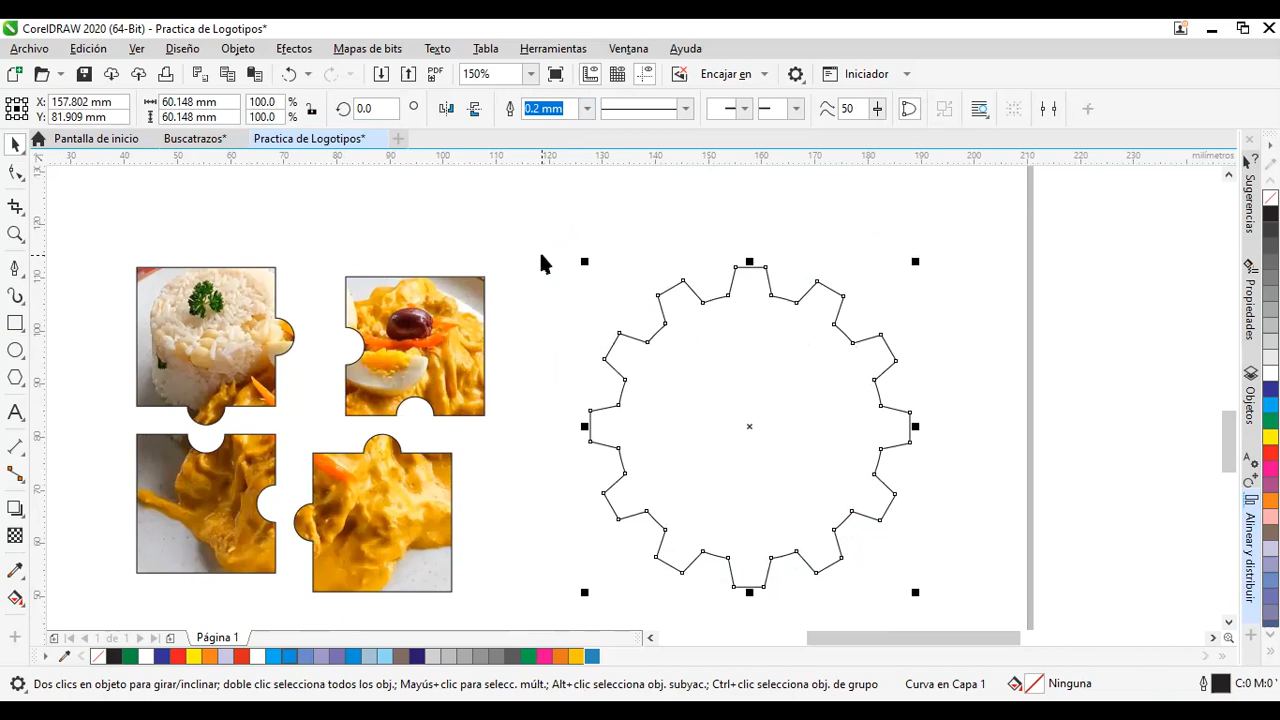 CorelDRAW 2020 (64-Bit) - Practica de Logotipos*
Archivo Edición Ver Diseño Objeto Efectos Mapas de bits Texto Tabla Herramientas Ventana Ayuda
PDF 150% Encajar en Iniciador
X: 157.802 mm 60.148 mm 100.0 % 0.0 ° 0.2 mm 50
Y: 81.909 mm 60.148 mm 100.0 %
Pantalla de inicio Buscatrazos* Practica de Logotipos*
30 50 60 70 80 90 100 120 130 140 150 160 170 180 190 200 210 220 230 milímetros
Sugerencias
Propiedades
Objetos
Alinear y distribuir
1 de 1 Página 1
Dos clics en objeto para girar/inclinar; doble clic selecciona todos los obj.; Mayús+clic para selecc. múlt.; Alt+clic selecciona obj. subyac.; Ctrl+clic selecciona obj. de grupo Curva en Capa 1 Ninguna C:0 M:0